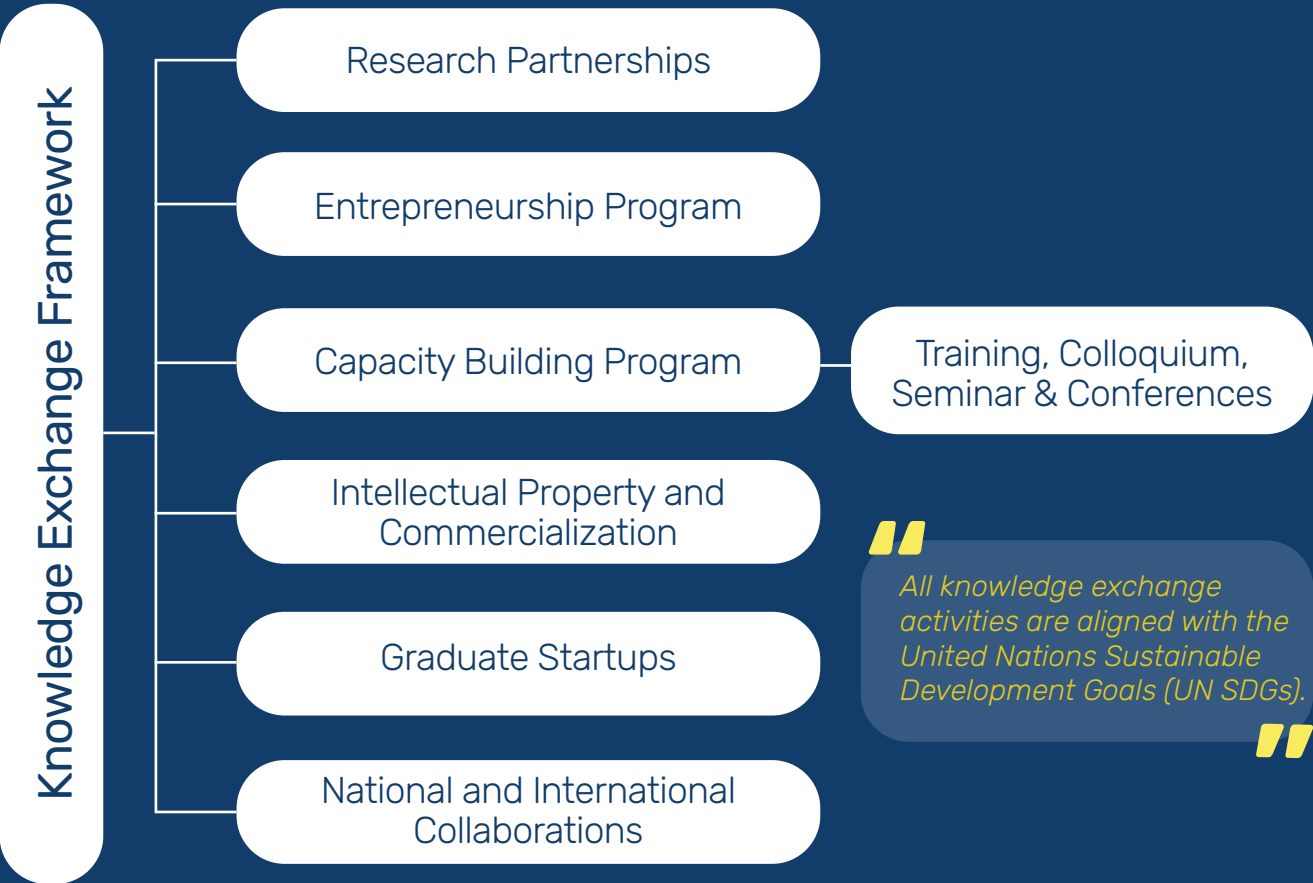 Knowledge Exchange Framework
Research Partnerships
Entrepreneurship Program
Capacity Building Program
Training, Colloquium,
Seminar & Conferences
Intellectual Property and
Commercialization
Graduate Startups
National and International
Collaborations
"
All knowledge exchange
activities are aligned with the
United Nations Sustainable
Development Goals (UN SDGs).
"